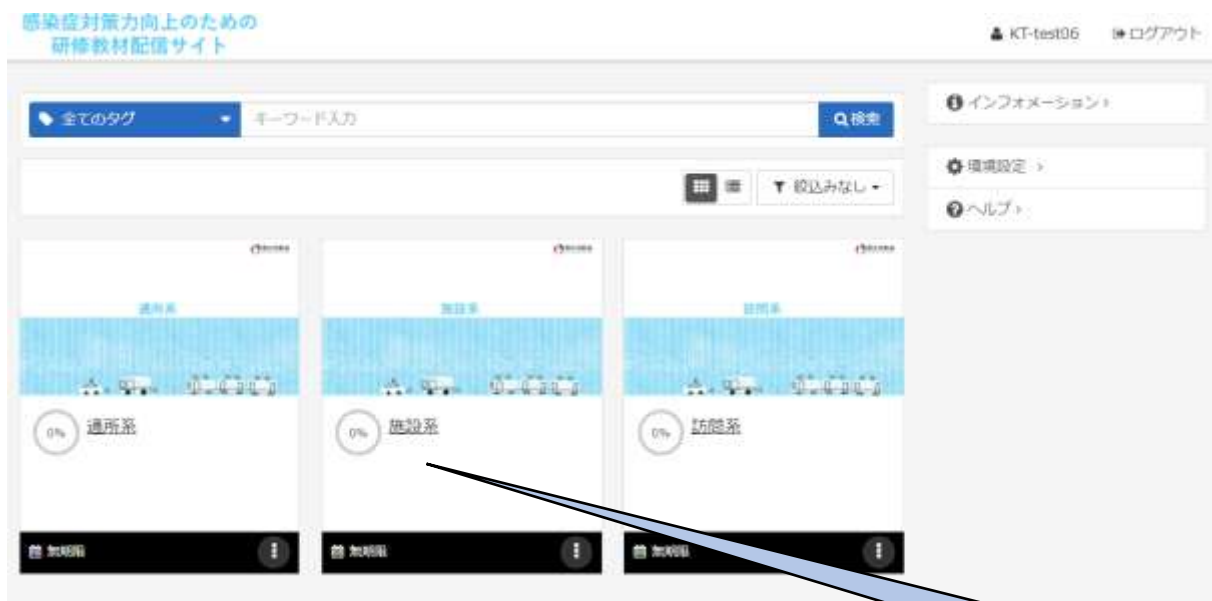 感染症対策力向上のための
研修教材配信サイト
KT-test06 ログアウト
全てのタグ キーワード入力 検索
インフォメーション
絞込みなし
環境設定
ヘルプ
通所系 施設系 訪問系
0% 通所系 0% 施設系 0% 訪問系
無期限 無期限 無期限